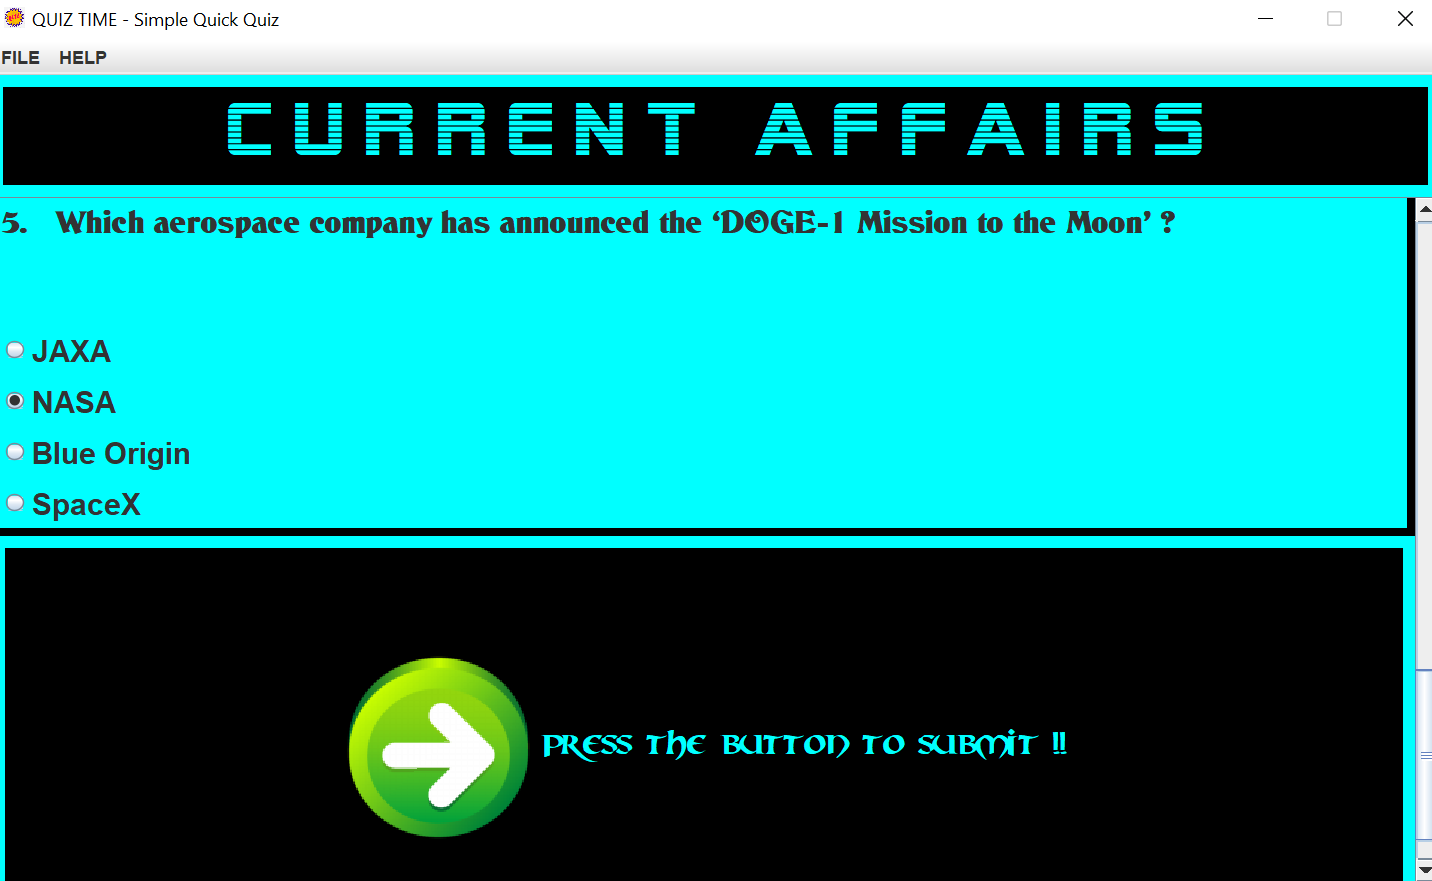 QUIZ TIME - Simple Quick Quiz
FILE HELP
CURRENT AFFAIRS
5. Which aerospace company has announced the ‘DOGE-1 Mission to the Moon’ ?
JAXA
NASA
Blue Origin
SpaceX
PRESS THE BUTTON TO SUBMIT !!